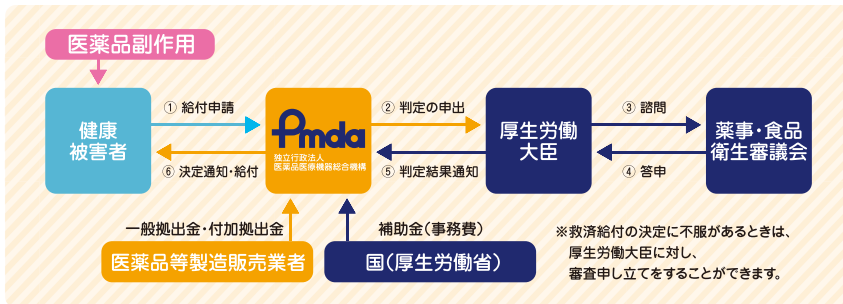 医薬品副作用
健康
被害者
① 給付申請
⑥ 決定通知・給付
Pmda
独立行政法人
医薬品医療機器総合機構
② 判定の申出
⑤ 判定結果通知
厚生労働
大臣
③ 諮問
④ 答申
薬事・食品
衛生審議会
一般拠出金・付加拠出金
医薬品等製造販売業者
補助金(事務費)
国(厚生労働省)
※救済給付の決定に不服があるときは、
厚生労働大臣に対し、
審査申し立てをすることができます。